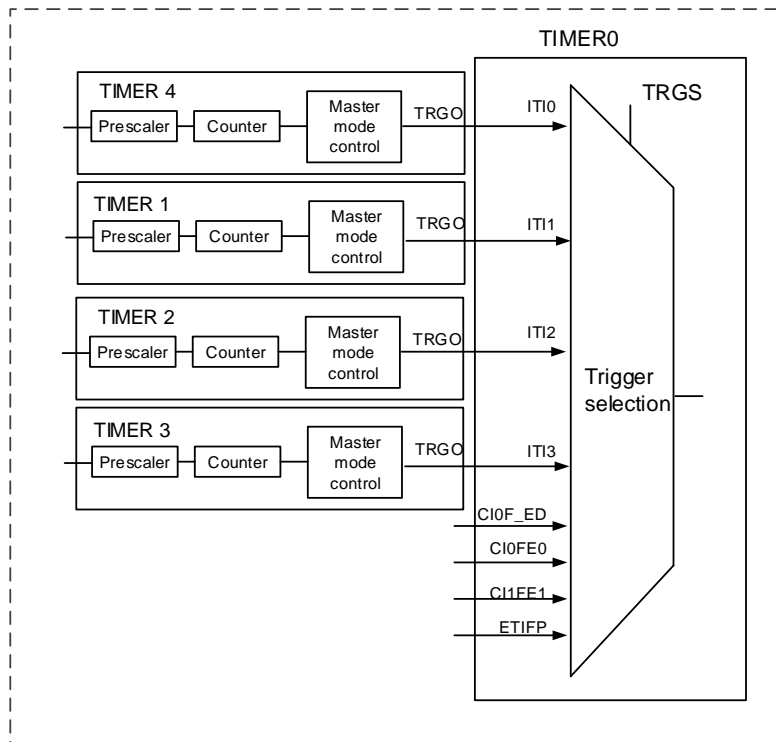 TIMER0
TIMER 4
Prescaler
Counter
Master
mode
control
TRGO
ITI0
TRGS
TIMER 1
Prescaler
Counter
Master
mode
control
TRGO
ITI1
TIMER 2
Prescaler
Counter
Master
mode
control
TRGO
ITI2
Trigger
selection
TIMER 3
Prescaler
Counter
Master
mode
control
TRGO
ITI3
CI0F_ED
CI0FE0
CI1FE1
ETIFP